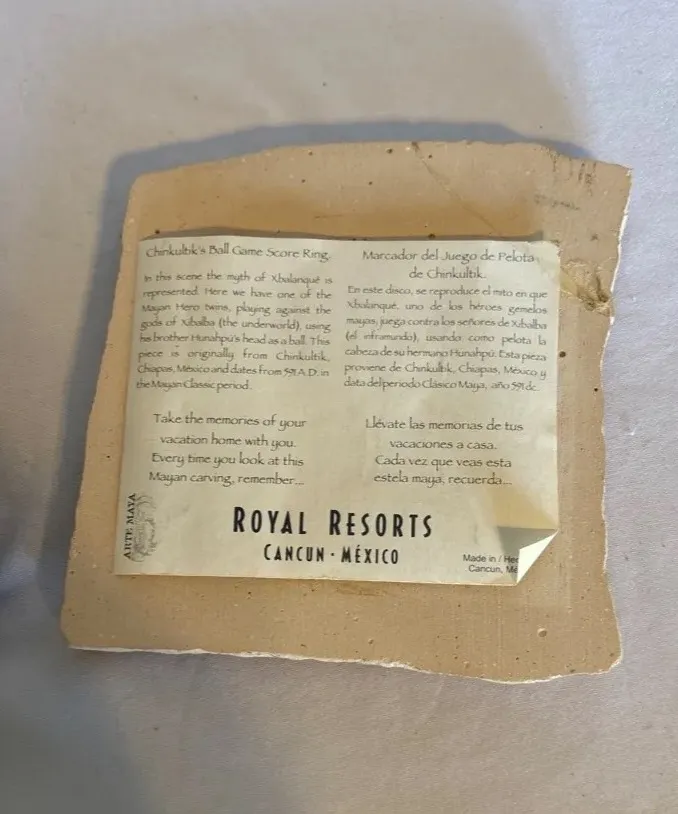 Chinkultik's Ball Game Score Ring.
In this scene the myth of Xbalanqué is
represented. Here we have one of the
Mayan Hero twins, playing against the
gods of Xibalba (the underworld), using
his brother Hunahpú's head as a ball. This
piece is originally from Chinkultik,
Chiapas, México and dates from 591 A.D. in
the Mayan Classic period.
Take the memories of your
vacation home with you.
Every time you look at this
Mayan carving, remember...
Marcador del Juego de Pelota
de Chinkultik.
En este disco, se reproduce el mito en que
Xbalanqué, uno de los héroes gemelos
mayas, juega contra los señores de Xibalba
(el inframundo), usando como pelota la
cabeza de su hermano Hunahpú. Esta pieza
proviene de Chinkultik, Chiapas, México y
data del periodo Clásico Maya, año 591 dc.
Llévate las memorias de tus
vacaciones a casa.
Cada vez que veas esta
estela maya, recuerda...
ARTE MAYA
ROYAL RESORTS
CANCUN · MÉXICO
Made in / He
Cancun, Mé